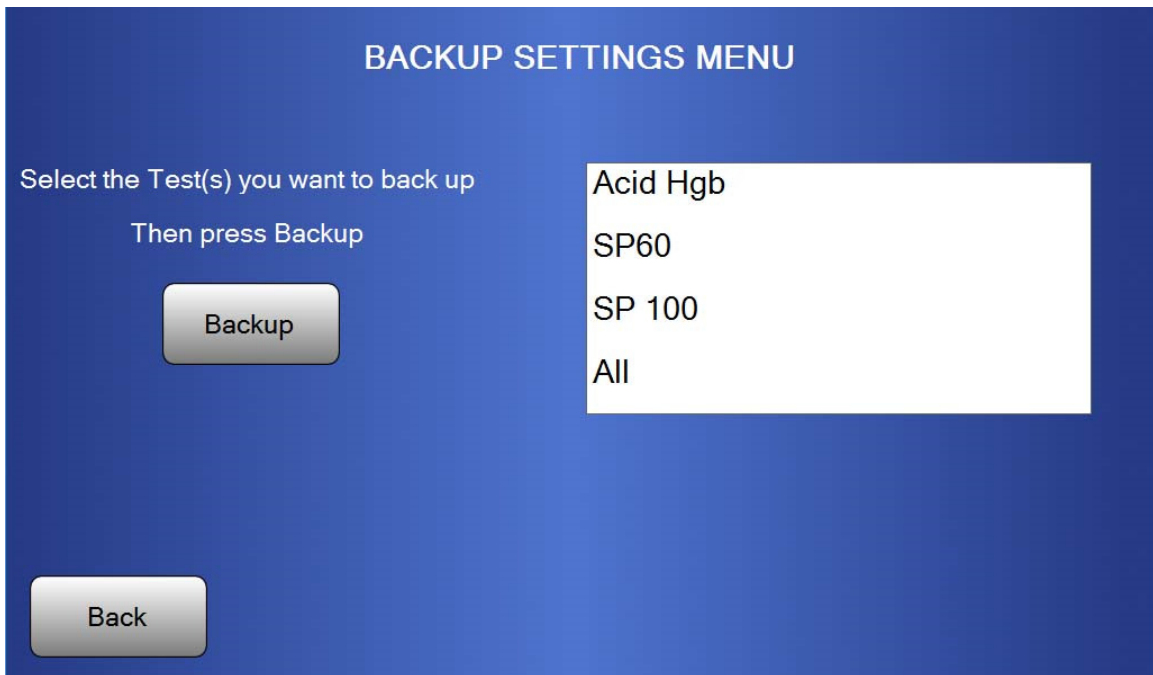 BACKUP SETTINGS MENU
Select the Test(s) you want to back up
Then press Backup
Backup
Acid Hgb
SP60
SP 100
All
Back